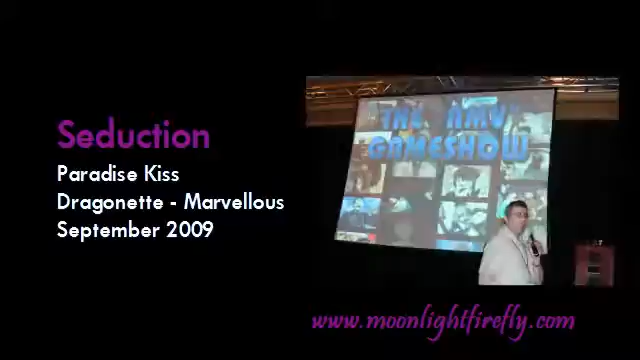 Seduction
Paradise Kiss
Dragonette - Marvellous
September 2009
THE AMV
GAMESHOW
www.moonlightfirefly.com